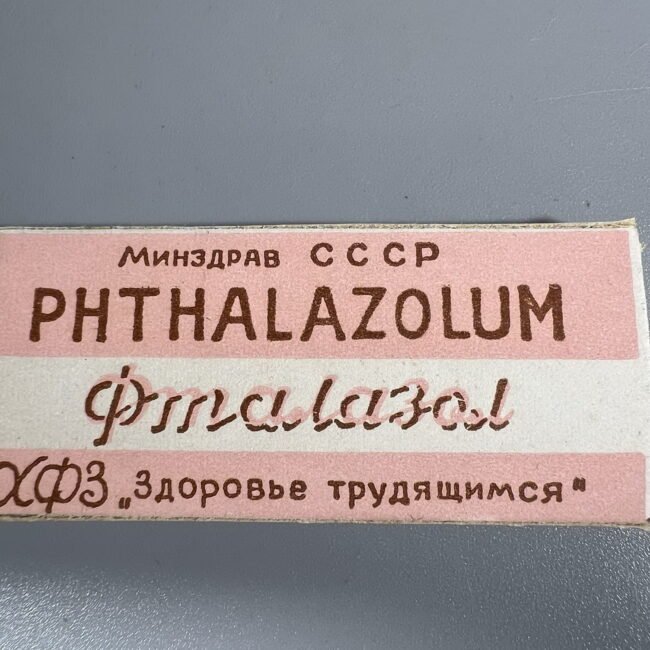 Минздрав СССР
PHTHALAZOLUM
Фталазол
ХФЗ „Здоровье трудящимся"